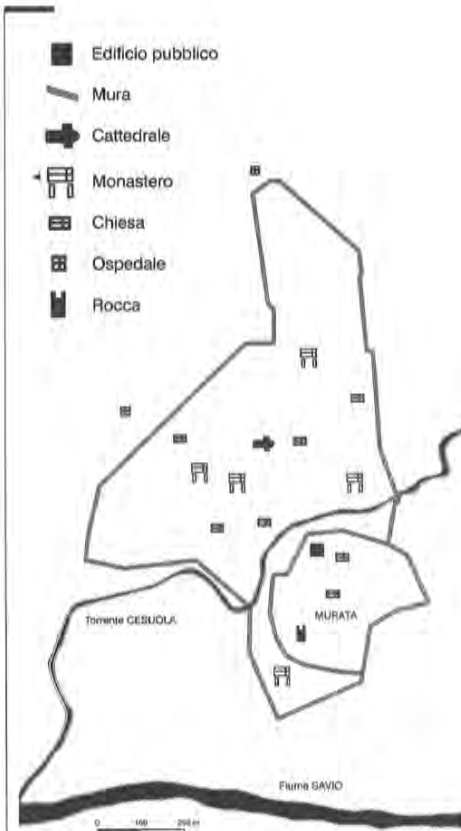 Edificio pubblico
Mura
Cattedrale
Monastero
Chiesa
Ospedale
Rocca
MURATA
Torrente CESUOLA
Fiume SAVIO
0 100 200 m